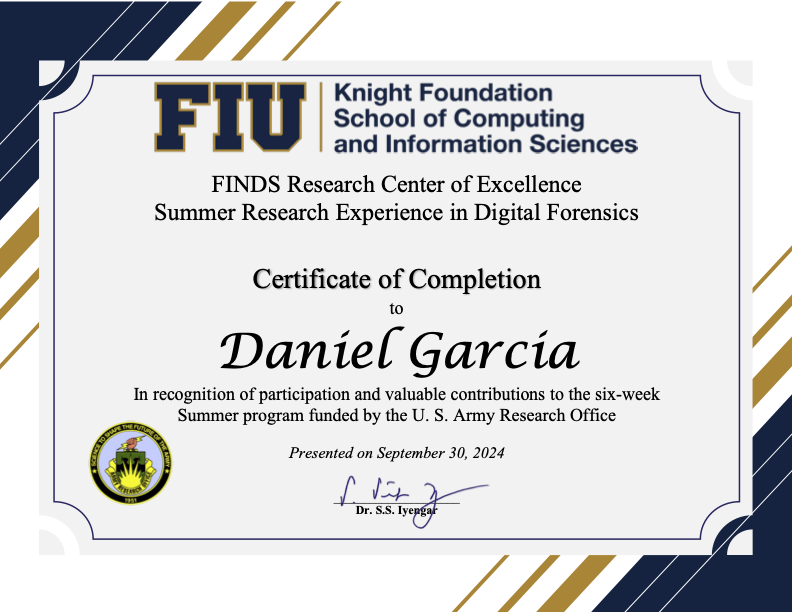 FIU
Knight Foundation
School of Computing
and Information Sciences
FINDS Research Center of Excellence
Summer Research Experience in Digital Forensics
Certificate of Completion
to
Daniel Garcia
In recognition of participation and valuable contributions to the six-week
Summer program funded by the U. S. Army Research Office
SCIENCE TO SHAPE THE FUTURE OF THE ARMY
ARMY RESEARCH OFFICE
1951
Presented on September 30, 2024
Dr. S.S. Iyengar